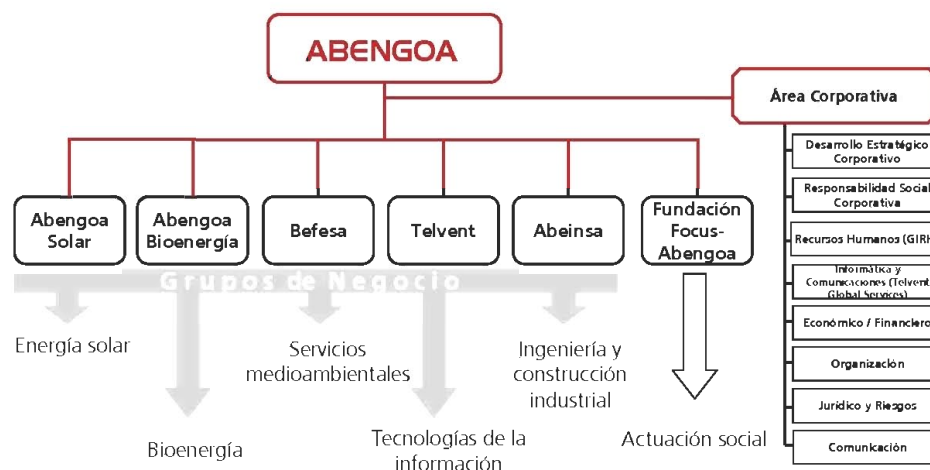 ABENGOA
Área Corporativa
Desarrollo Estratégico
Corporativo
Responsabilidad Social
Corporativa
Recursos Humanos (GIRH
Informática y
Comunicaciones (Telvent
Global Services)
Económico / Financiero
Organización
Jurídico y Riesgos
Comunicación
Abengoa
Solar
Abengoa
Bioenergía
Befesa
Telvent
Abeinsa
Fundación
Focus-
Abengoa
Grupos de Negocio
Energía solar
Servicios
medioambientales
Ingeniería y
construcción
industrial
Bioenergía
Tecnologías de la
información
Actuación social